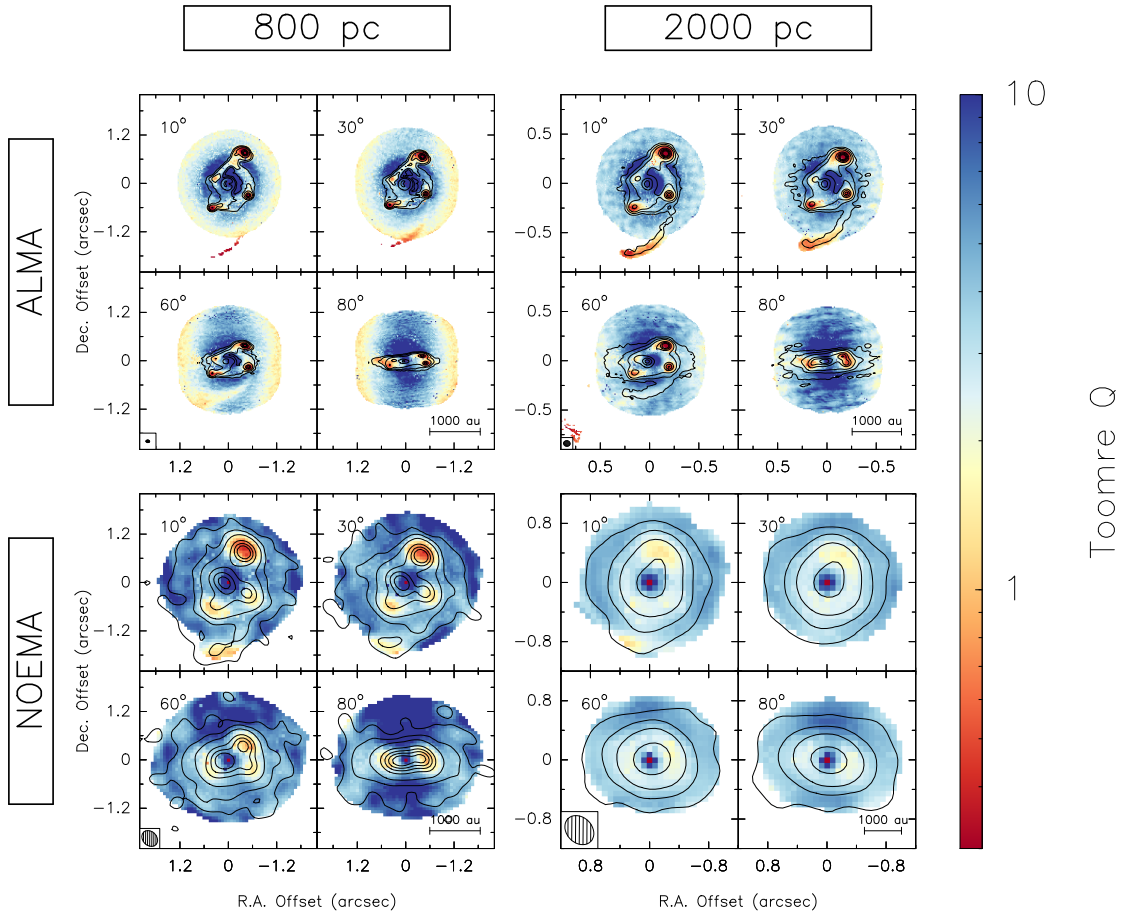 800 pc 2000 pc
ALMA
Dec. Offset (arcsec)
1.2
0
−1.2
1.2
0
−1.2
10°
30°
60°
80°
1000 au
1.2 0 −1.2 1.2 0 −1.2
0.5
0
−0.5
0.5
0
−0.5
10°
30°
60°
80°
1000 au
0.5 0 −0.5 0.5 0 −0.5
NOEMA
Dec. Offset (arcsec)
1.2
0
−1.2
1.2
0
−1.2
10°
30°
60°
80°
1000 au
1.2 0 −1.2 1.2 0 −1.2
R.A. Offset (arcsec)
0.8
0
−0.8
0.8
0
−0.8
10°
30°
60°
80°
1000 au
0.8 0 −0.8 0.8 0 −0.8
R.A. Offset (arcsec)
10
1
Toomre Q